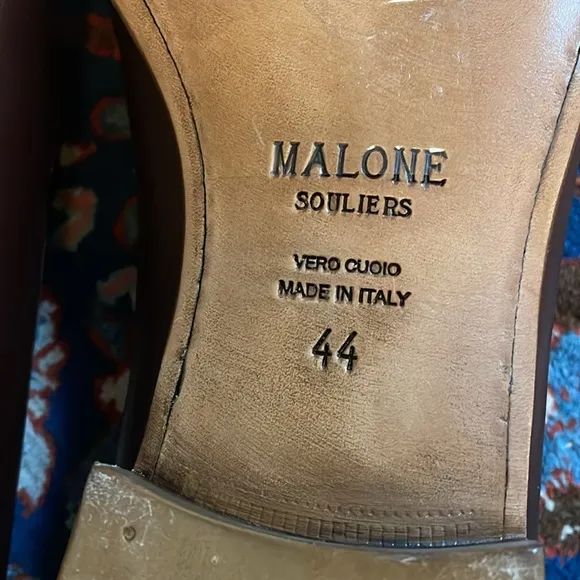 MALONE
SOULIERS
VERO CUOIO
MADE IN ITALY
44